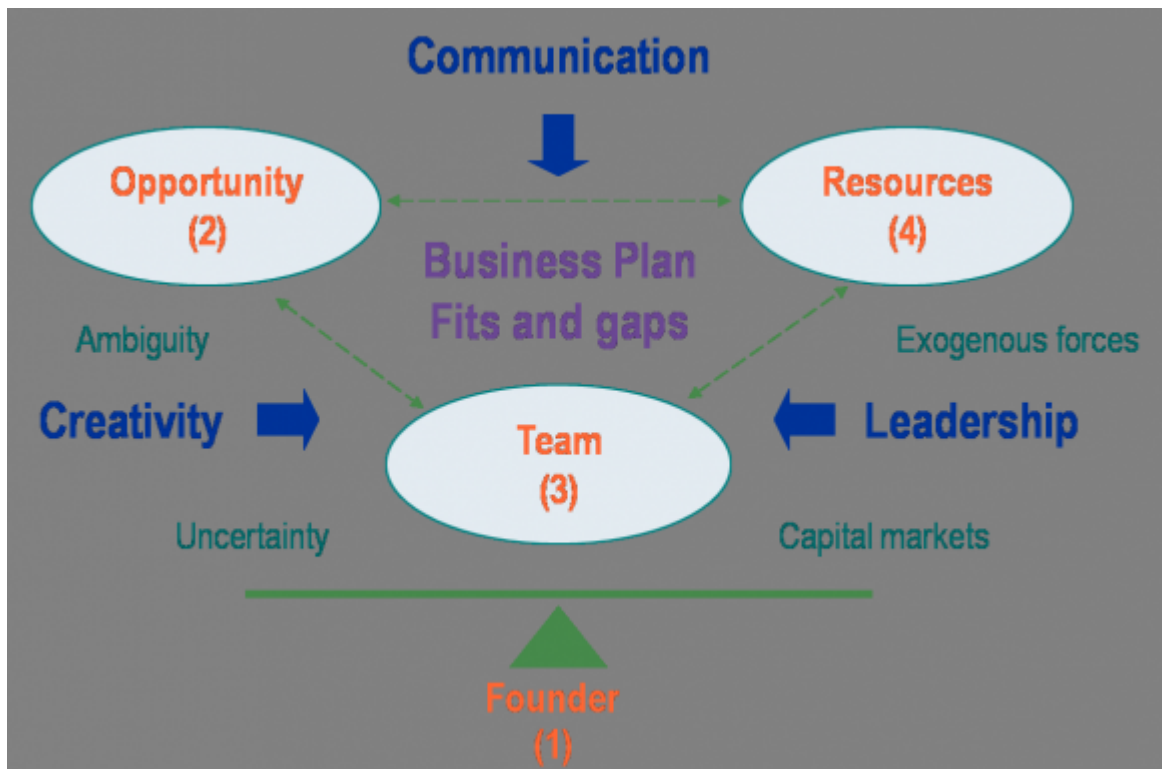 Communication
Opportunity
(2)
Resources
(4)
Business Plan
Fits and gaps
Ambiguity
Exogenous forces
Creativity
Leadership
Team
(3)
Uncertainty
Capital markets
Founder
(1)